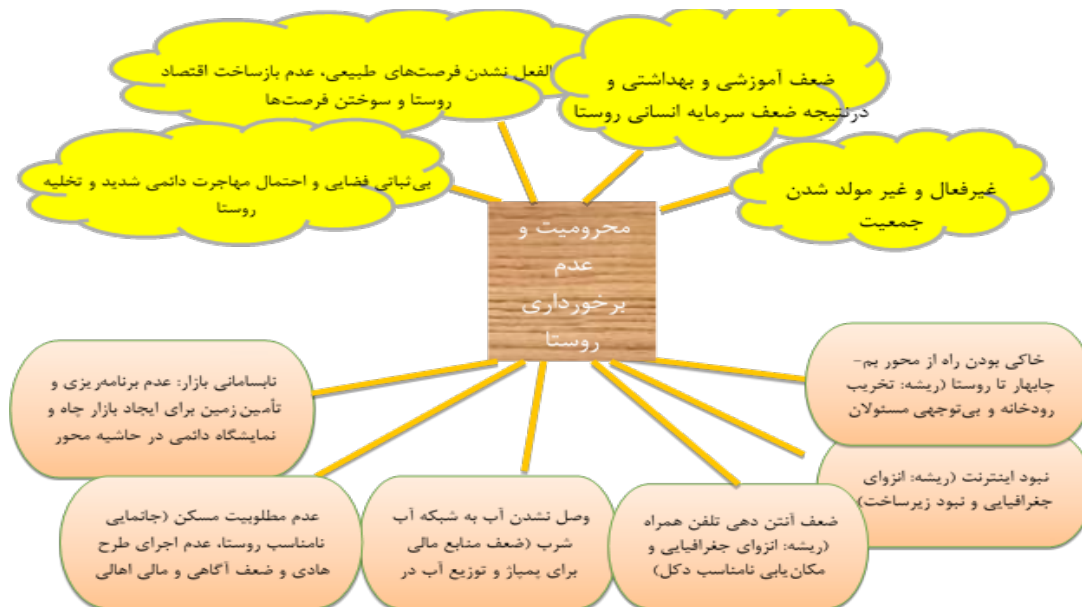 الفعل نشدن فرصت‌های طبیعی، عدم بازساخت اقتصاد
روستا و سوختن فرصت‌ها
ضعف آموزشی و بهداشتی و
درنتیجه ضعف سرمایه انسانی روستا
بی‌ثباتی فضایی و احتمال مهاجرت دائمی شدید و تخلیه
روستا
غیرفعال و غیر مولد شدن
جمعیت
محرومیت و
عدم
برخورداری
روستا
خاکی بودن راه از محور بم-
چابهار تا روستا (ریشه: تخریب
رودخانه و بی‌توجهی مسئولان
نابسامانی بازار: عدم برنامه‌ریزی و
تأمین زمین برای ایجاد بازار چاه و
نمایشگاه دائمی در حاشیه محور
نبود اینترنت (ریشه: انزوای
جغرافیایی و نبود زیرساخت)
ضعف آنتن دهی تلفن همراه
(ریشه: انزوای جغرافیایی و
مکان‌یابی نامناسب دکل)
وصل نشدن آب به شبکه آب
شرب (ضعف منابع مالی
برای پمپاژ و توزیع آب در
عدم مطلوبیت مسکن (جانمایی
نامناسب روستا، عدم اجرای طرح
هادی و ضعف آگاهی و مالی اهالی